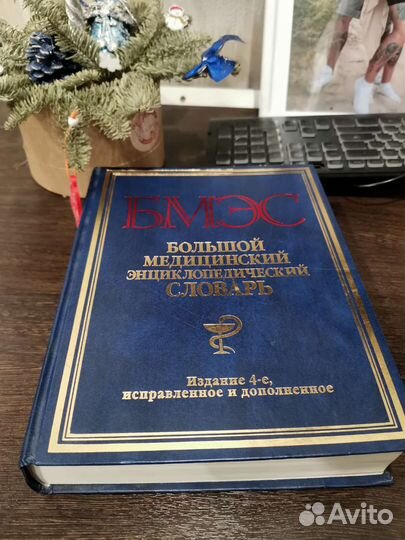 БМЭС
БОЛЬШОЙ
МЕДИЦИНСКИЙ
ЭНЦИКЛОПЕДИЧЕСКИЙ
СЛОВАРЬ
Издание 4-е,
исправленное и дополненное
Avito